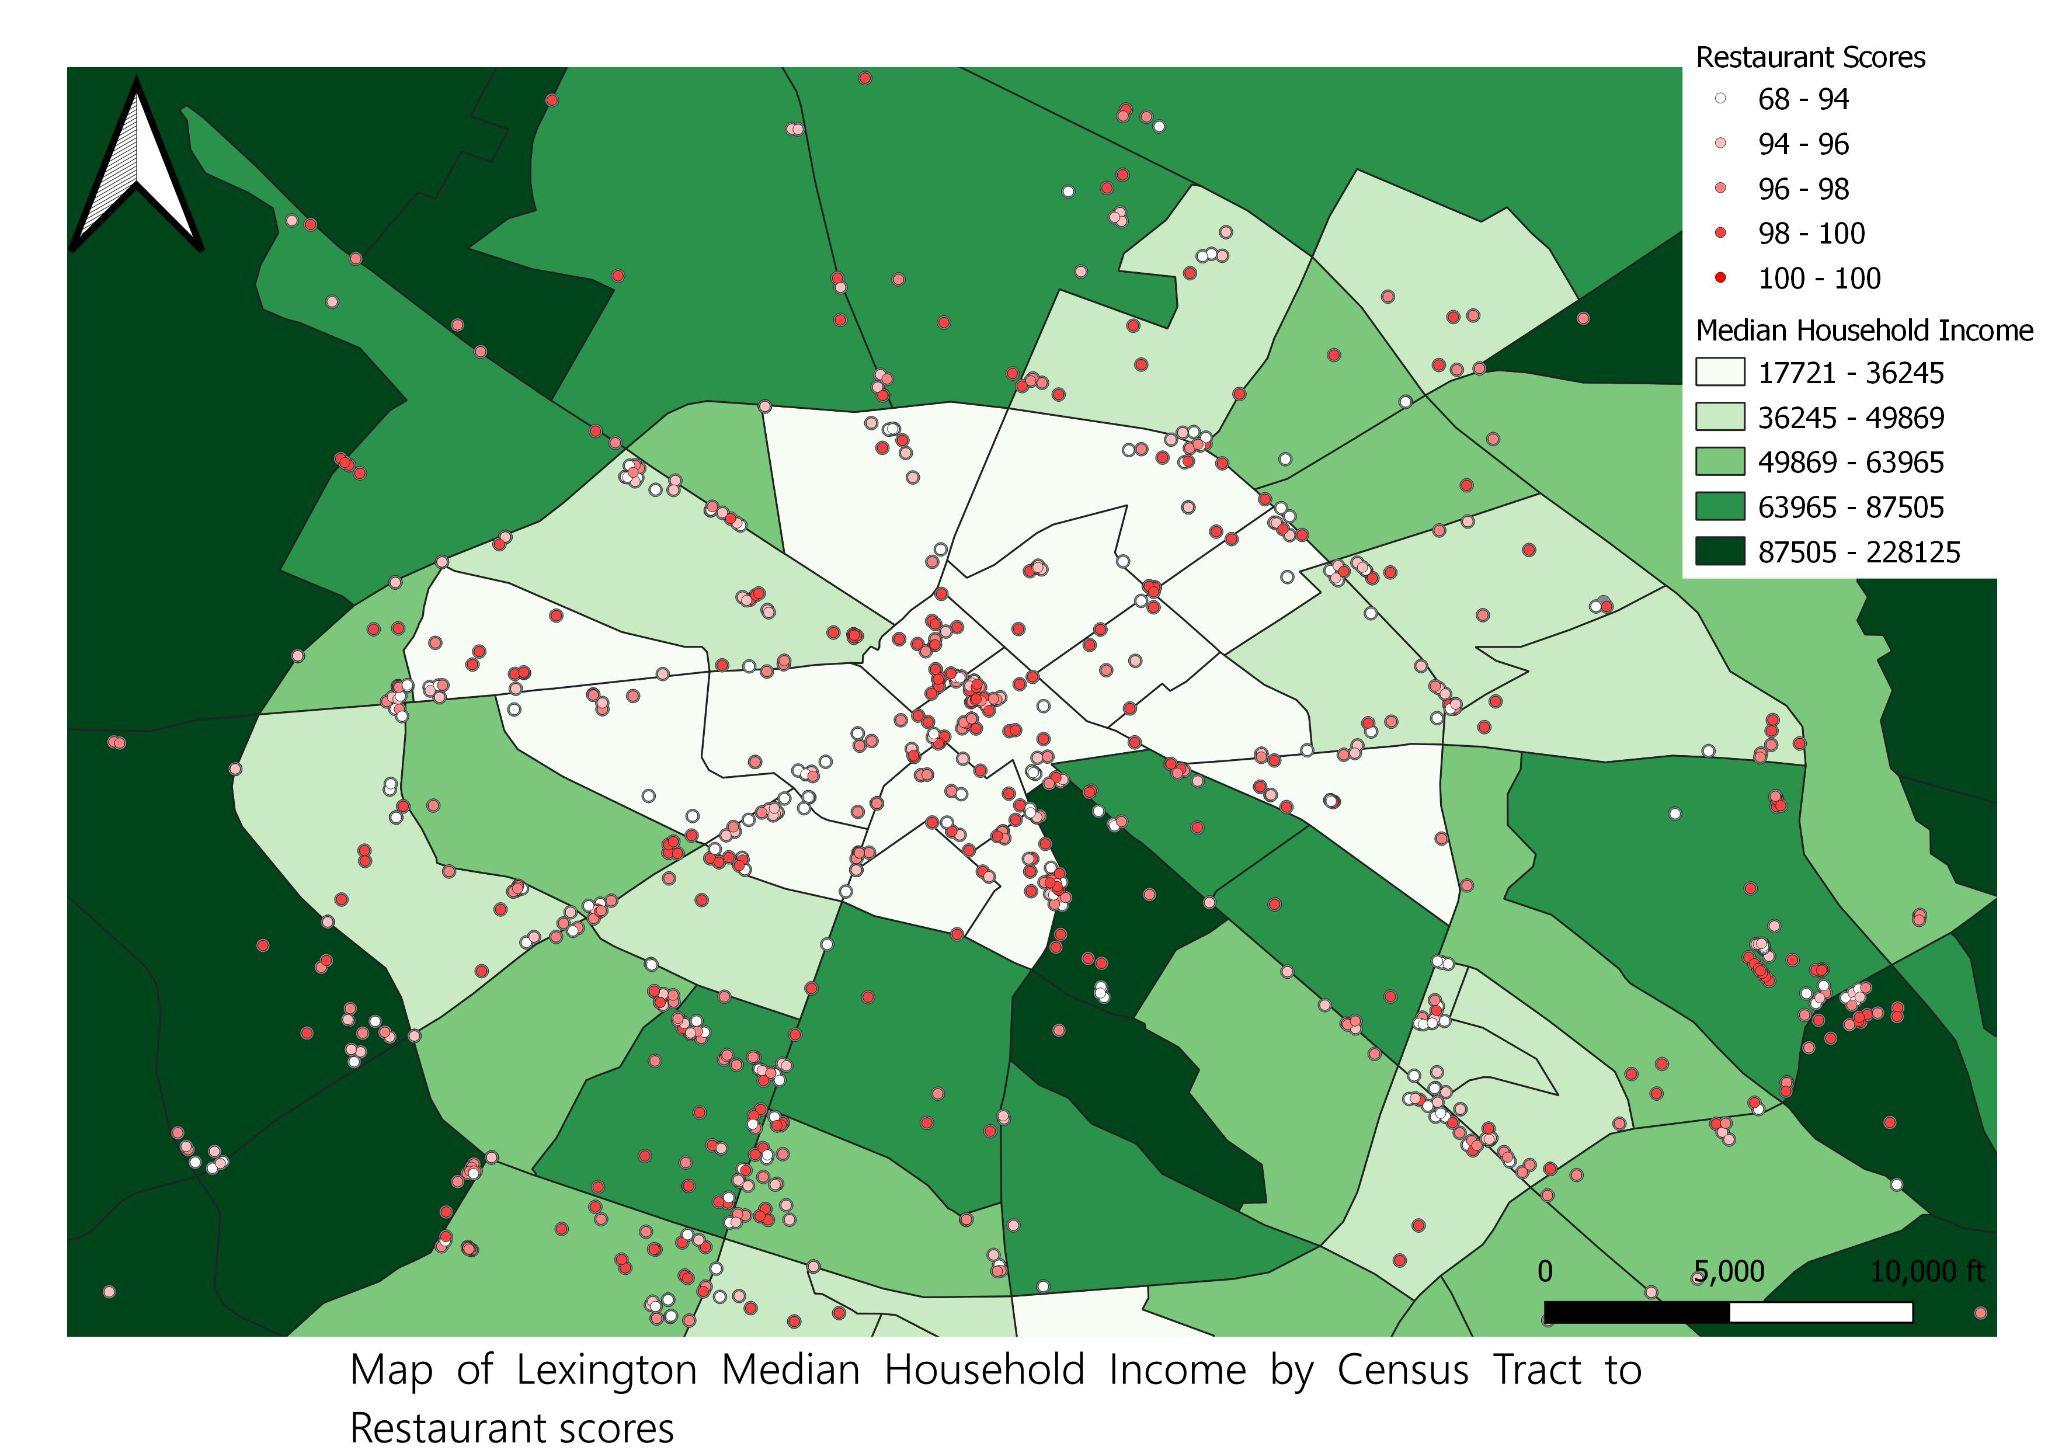 Restaurant Scores
68 - 94
94 - 96
96 - 98
98 - 100
100 - 100
Median Household Income
17721 - 36245
36245 - 49869
49869 - 63965
63965 - 87505
87505 - 228125
0 5,000 10,000 ft
Map of Lexington Median Household Income by Census Tract to
Restaurant scores